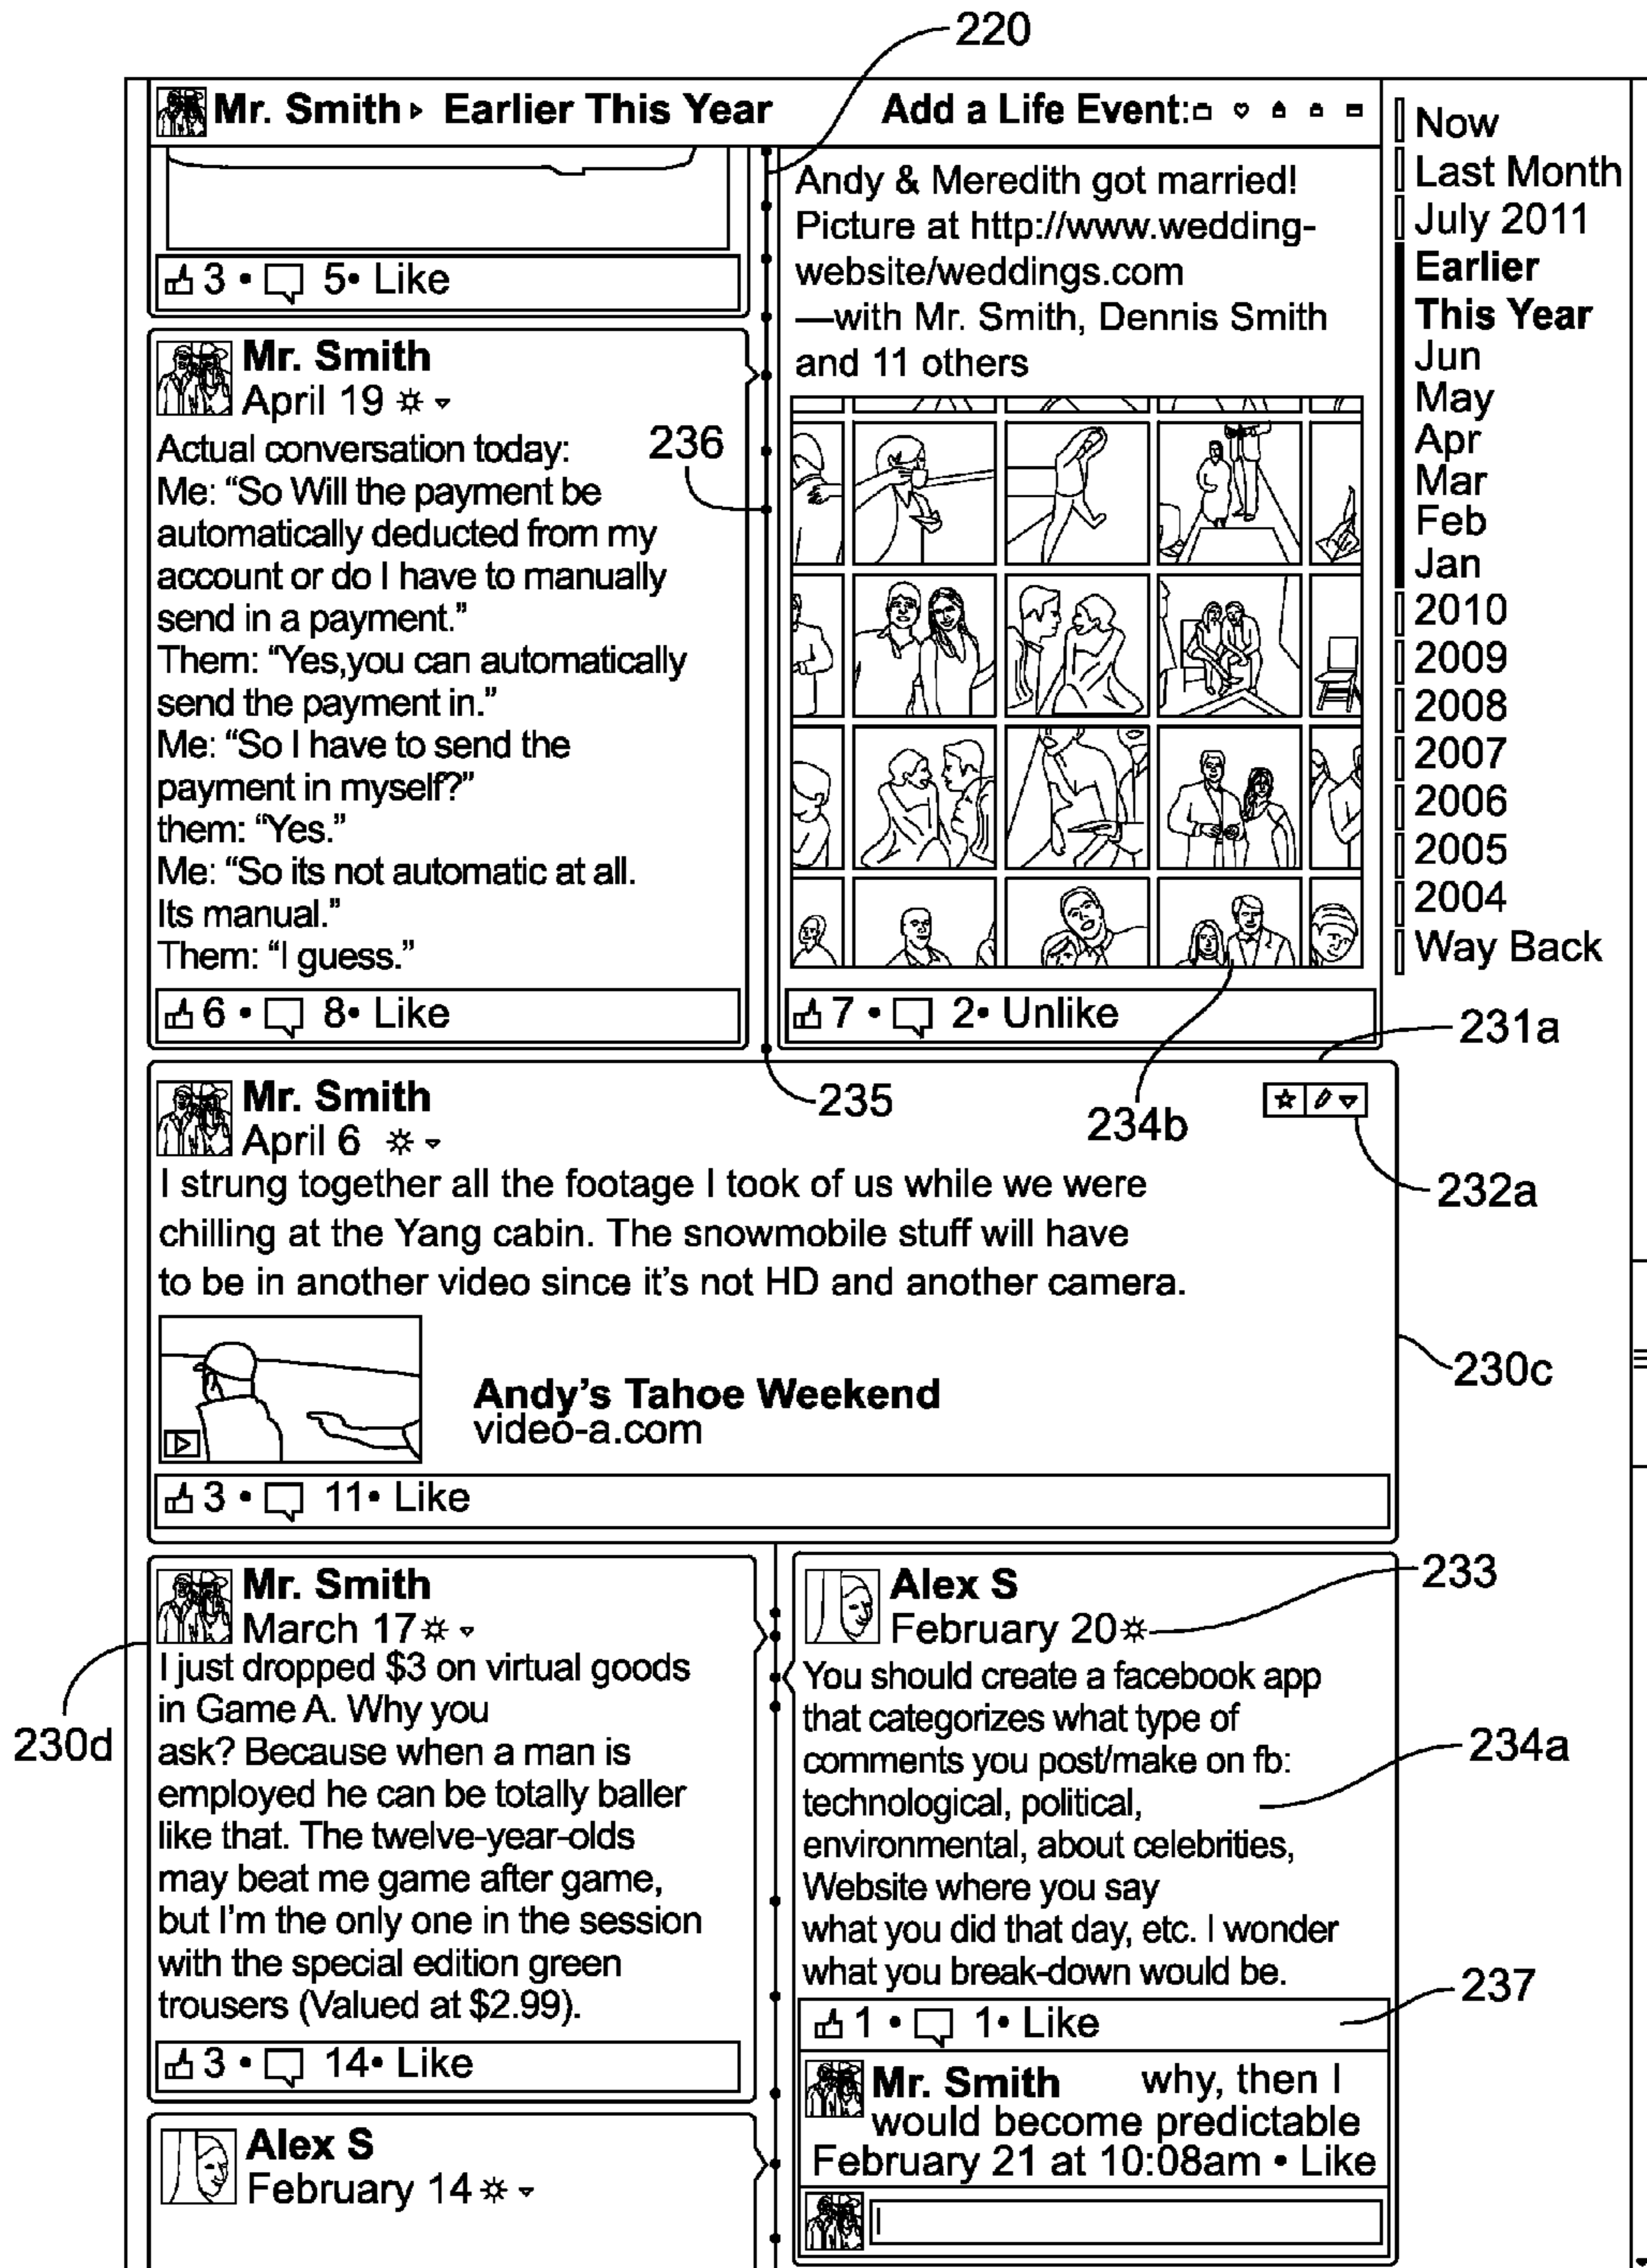 220
Mr. Smith Earlier This Year
Add a Life Event:
3 • 5• Like
Mr. Smith
April 19
Actual conversation today:
Me: “So Will the payment be
automatically deducted from my
account or do I have to manually
send in a payment.”
Them: “Yes,you can automatically
send the payment in.”
Me: “So I have to send the
payment in myself?”
them: “Yes.”
Me: “So its not automatic at all.
Its manual.”
Them: “I guess.”
6 • 8• Like
236
Andy & Meredith got married!
Picture at http://www.wedding-
website/weddings.com
—with Mr. Smith, Dennis Smith
and 11 others
7 • 2• Unlike
Now
Last Month
July 2011
Earlier
This Year
Jun
May
Apr
Mar
Feb
Jan
2010
2009
2008
2007
2006
2005
2004
Way Back
231a
235
234b
232a
Mr. Smith
April 6
I strung together all the footage I took of us while we were
chilling at the Yang cabin. The snowmobile stuff will have
to be in another video since it’s not HD and another camera.
Andy’s Tahoe Weekend
video-a.com
3 • 11• Like
230c
Mr. Smith
March 17
I just dropped $3 on virtual goods
in Game A. Why you
ask? Because when a man is
employed he can be totally baller
like that. The twelve-year-olds
may beat me game after game,
but I’m the only one in the session
with the special edition green
trousers (Valued at $2.99).
3 • 14• Like
230d
Alex S
February 14
Alex S
February 20
You should create a facebook app
that categorizes what type of
comments you post/make on fb:
technological, political,
environmental, about celebrities,
Website where you say
what you did that day, etc. I wonder
what you break-down would be.
1 • 1• Like
Mr. Smith why, then I
would become predictable
February 21 at 10:08am • Like
233
234a
237